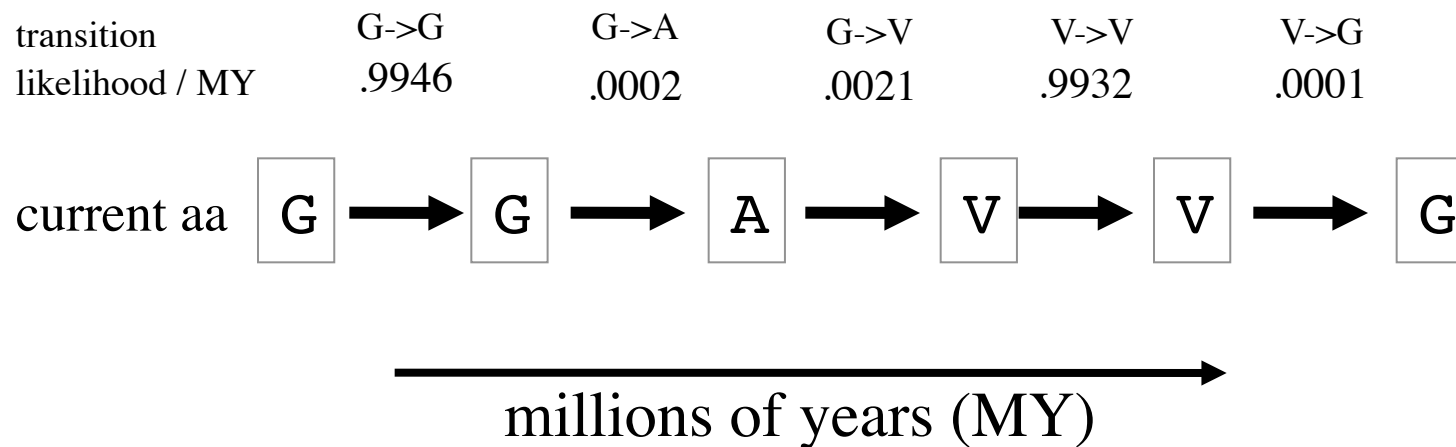 transition G->G G->A G->V V->V V->G
likelihood / MY .9946 .0002 .0021 .9932 .0001
current aa G G A V V G
millions of years (MY)